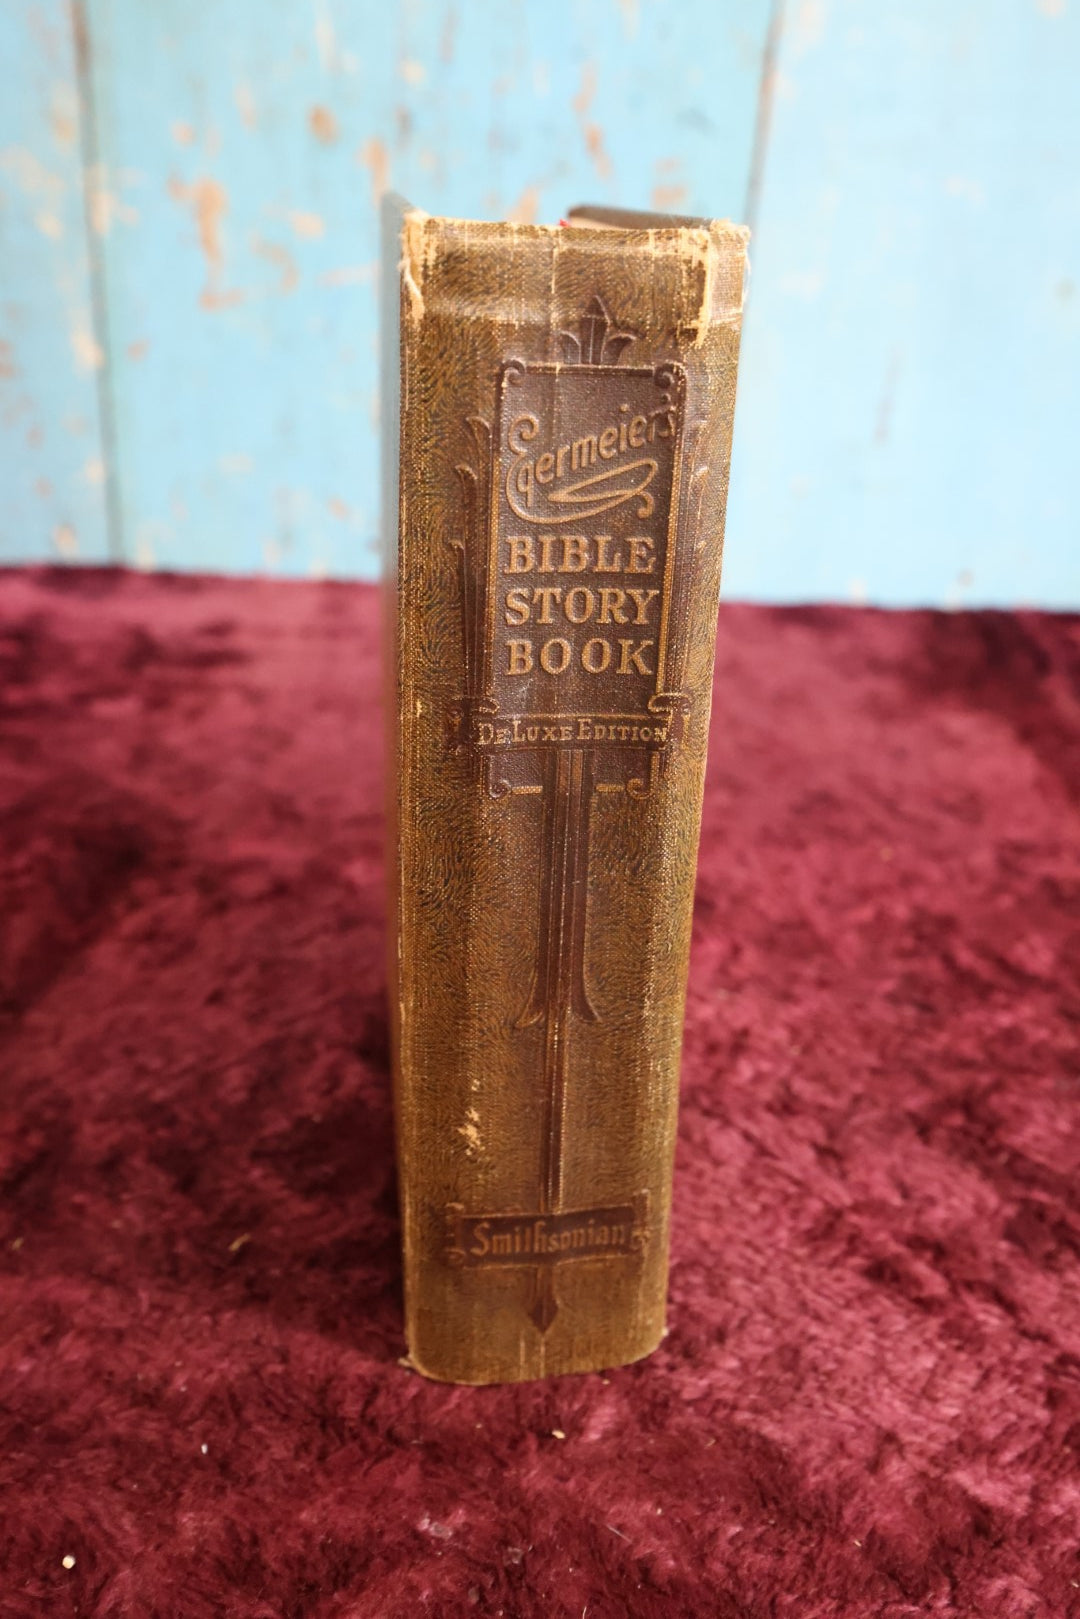 Egermeier's
BIBLE
STORY
BOOK
DELUXE EDITION
Smithsonian